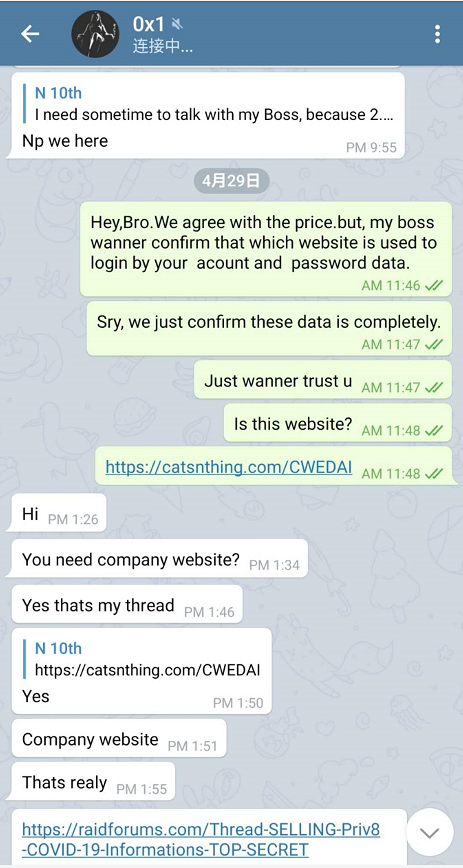 0x1
连接中...
N 10th
I need sometime to talk with my Boss, because 2....
Np we here
PM 9:55
4月29日
Hey,Bro.We agree with the price.but, my boss
wanner confirm that which website is used to
login by your acount and password data.
AM 11:46
Sry, we just confirm these data is completely.
AM 11:47
Just wanner trust u AM 11:47
Is this website? AM 11:48
https://catsnthing.com/CWEDAI AM 11:48
Hi PM 1:26
You need company website? PM 1:34
Yes thats my thread PM 1:46
N 10th
https://catsnthing.com/CWEDAI
Yes
PM 1:50
Company website PM 1:51
Thats realy PM 1:55
https://raidforums.com/Thread-SELLING-Priv8
-COVID-19-Informations-TOP-SECRET